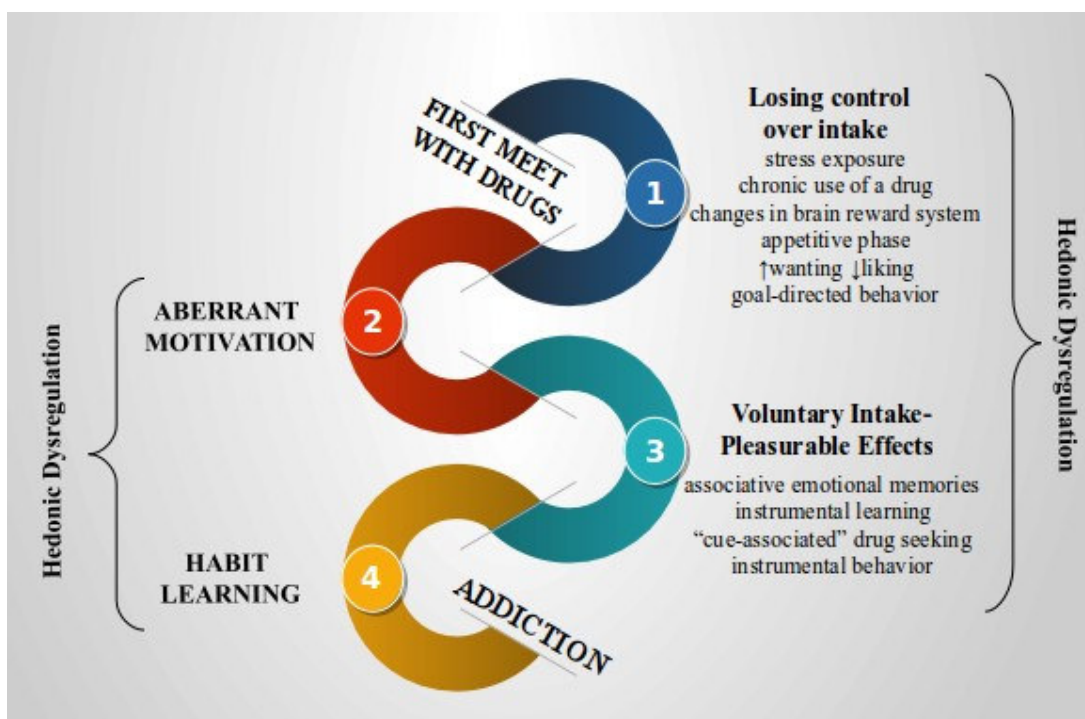 FIRST MEET
WITH DRUGS
1
Losing control
over intake
stress exposure
chronic use of a drug
changes in brain reward system
appetitive phase
↑wanting ↓liking
goal-directed behavior
Hedonic Dysregulation
2
ABERRANT
MOTIVATION
Hedonic Dysregulation
3
Voluntary Intake-
Pleasurable Effects
associative emotional memories
instrumental learning
“cue-associated” drug seeking
instrumental behavior
4
HABIT
LEARNING
ADDICTION